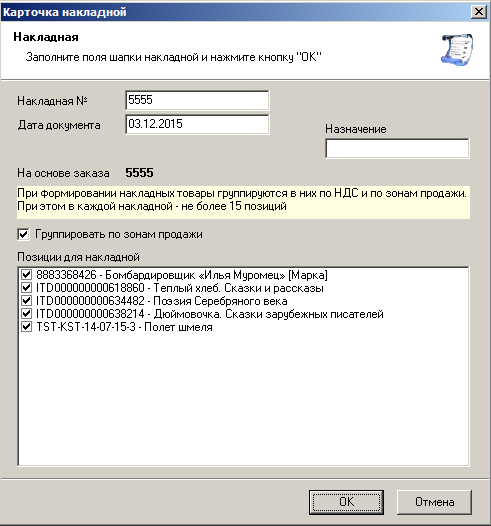 Карточка накладной
Накладная
Заполните поля шапки накладной и нажмите кнопку "ОК"
Накладная № 5555
Дата документа 03.12.2015
Назначение
На основе заказа 5555
При формировании накладных товары группируются в них по НДС и по зонам продажи.
При этом в каждой накладной - не более 15 позиций
Группировать по зонам продажи
Позиции для накладной
8883368426 - Бомбардировщик «Илья Муромец» [Марка]
ITD000000000618860 - Теплый хлеб. Сказки и рассказы
ITD000000000634482 - Поэзия Серебряного века
ITD000000000638214 - Дюймовочка. Сказки зарубежных писателей
TST-KST-14-07-15-3 - Полет шмеля
ОК Отмена